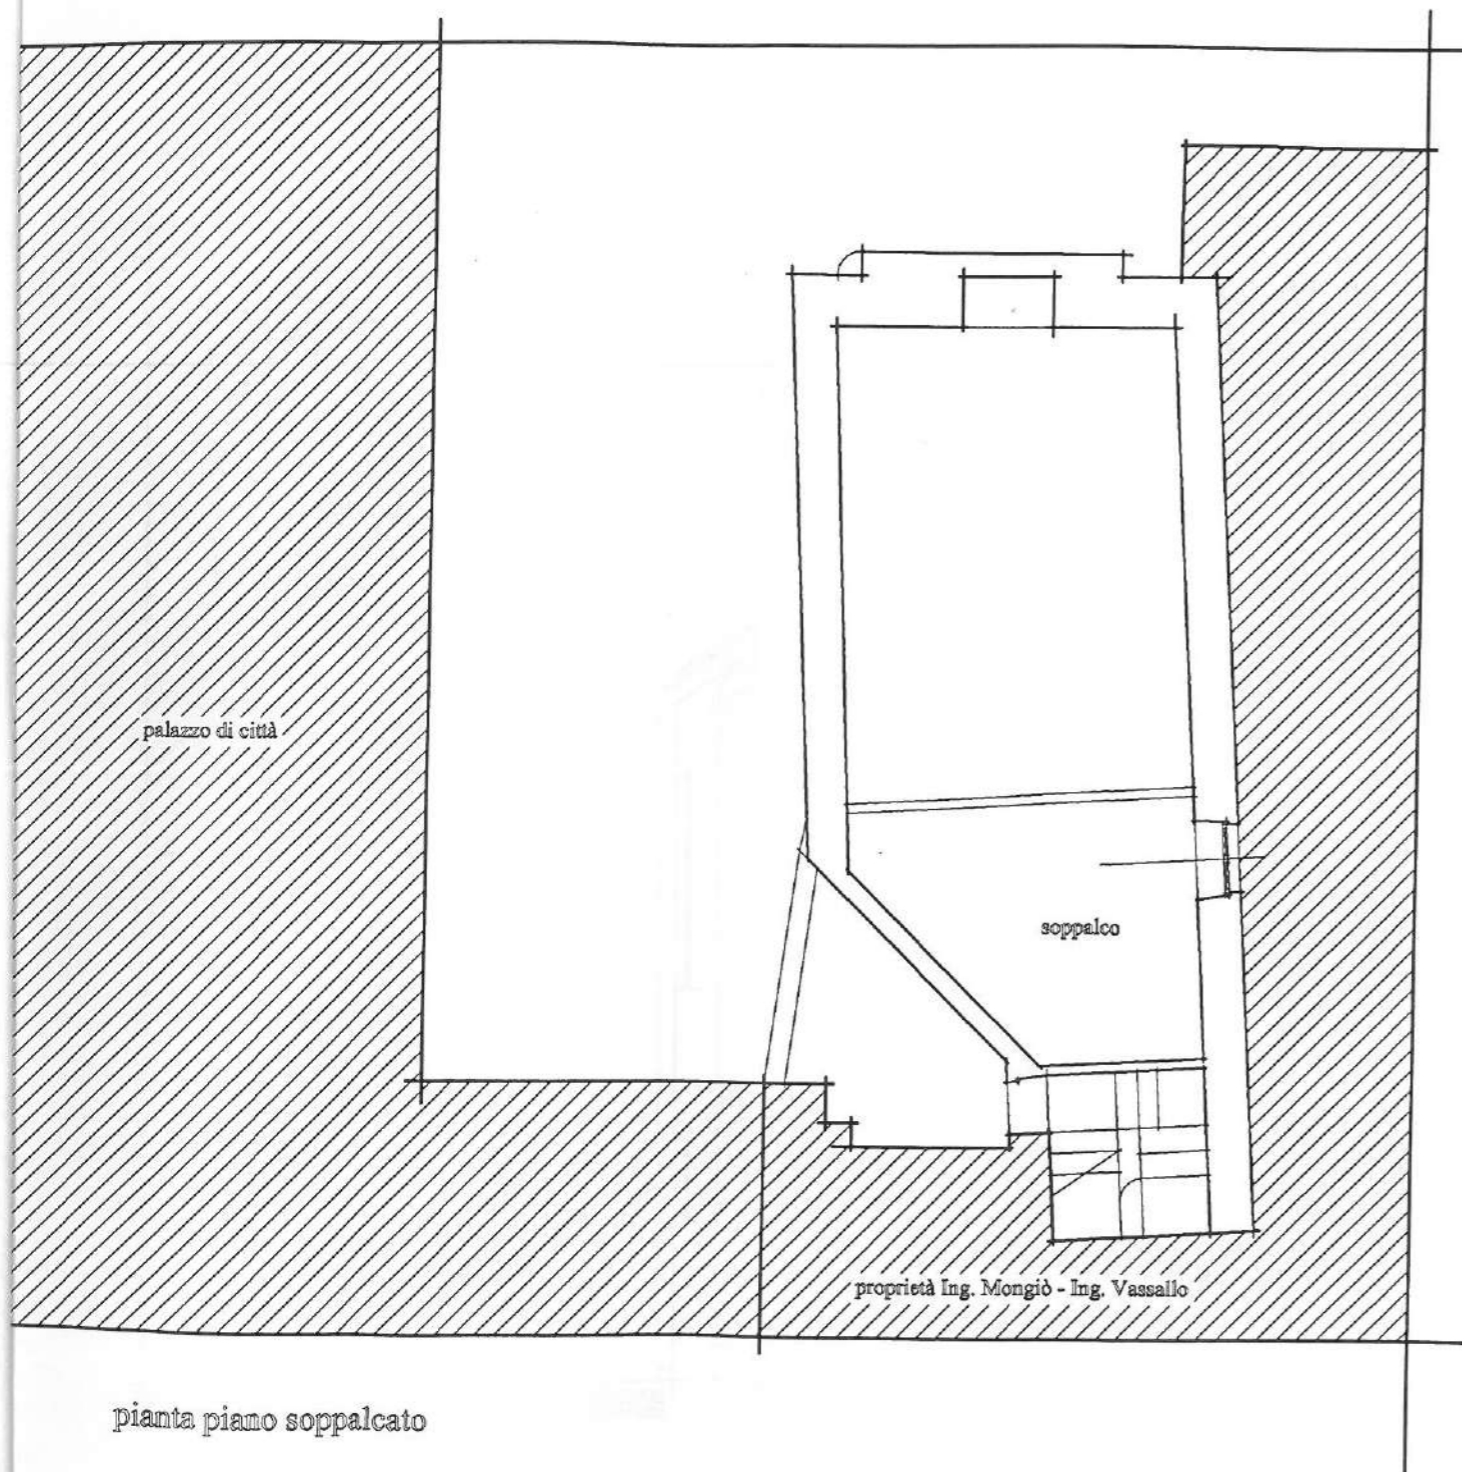 palazzo di città
soppalco
proprietà Ing. Mongiò - Ing. Vassallo
pianta piano soppalcato